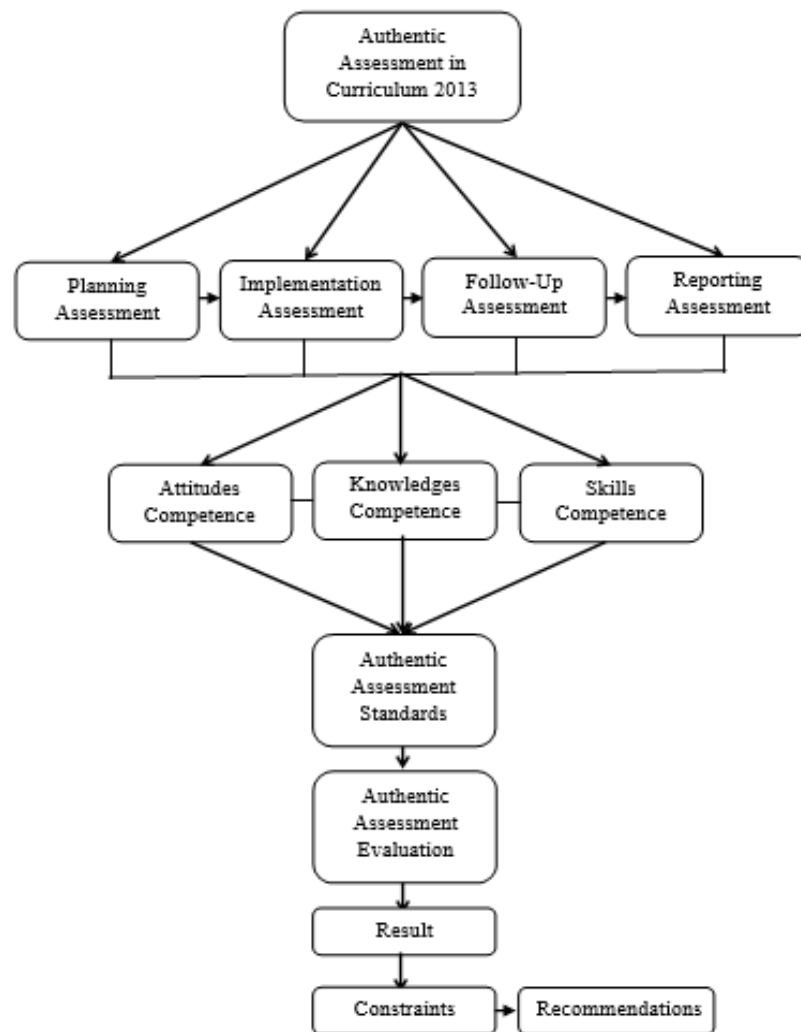 Authentic
Assessment in
Curriculum 2013
Planning
Assessment
Implementation
Assessment
Follow-Up
Assessment
Reporting
Assessment
Attitudes
Competence
Knowledges
Competence
Skills
Competence
Authentic
Assessment
Standards
Authentic
Assessment
Evaluation
Result
Constraints
Recommendations